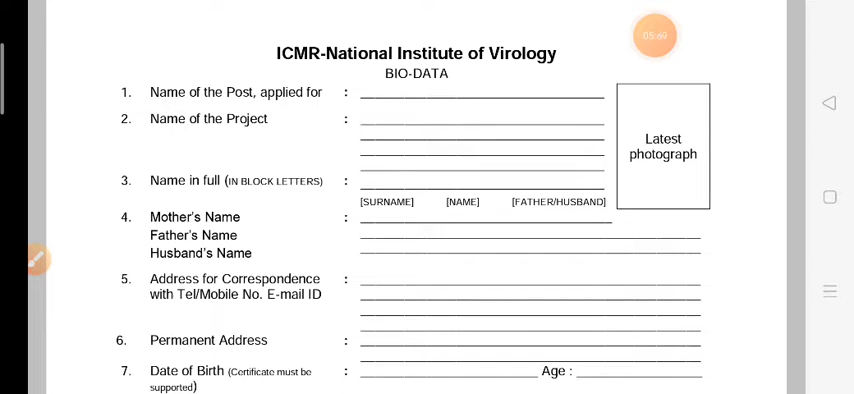 05:69
ICMR-National Institute of Virology
BIO-DATA
1. Name of the Post, applied for :
2. Name of the Project :
Latest
photograph
3. Name in full (IN BLOCK LETTERS) :
[SURNAME] [NAME] [FATHER/HUSBAND]
4. Mother's Name :
Father's Name
Husband's Name
5. Address for Correspondence :
with Tel/Mobile No. E-mail ID
6. Permanent Address :
7. Date of Birth (Certificate must be : Age :
supported)